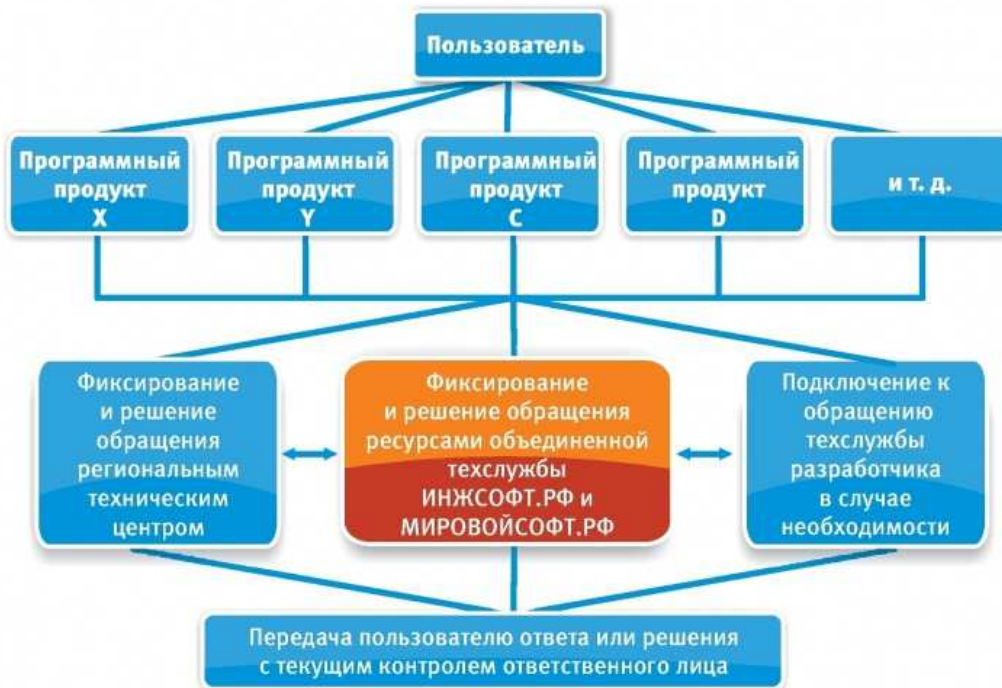 Пользователь
Программный
продукт
X
Программный
продукт
Y
Программный
продукт
C
Программный
продукт
D
и т. д.
Фиксирование
и решение
обращения
региональным
техническим
центром
Фиксирование
и решение обращения
ресурсами объединенной
техслужбы
ИНЖСОФТ.РФ и
МИРОВОЙСОФТ.РФ
Подключение к
обращению
техслужбы
разработчика
в случае
необходимости
Передача пользователю ответа или решения
с текущим контролем ответственного лица